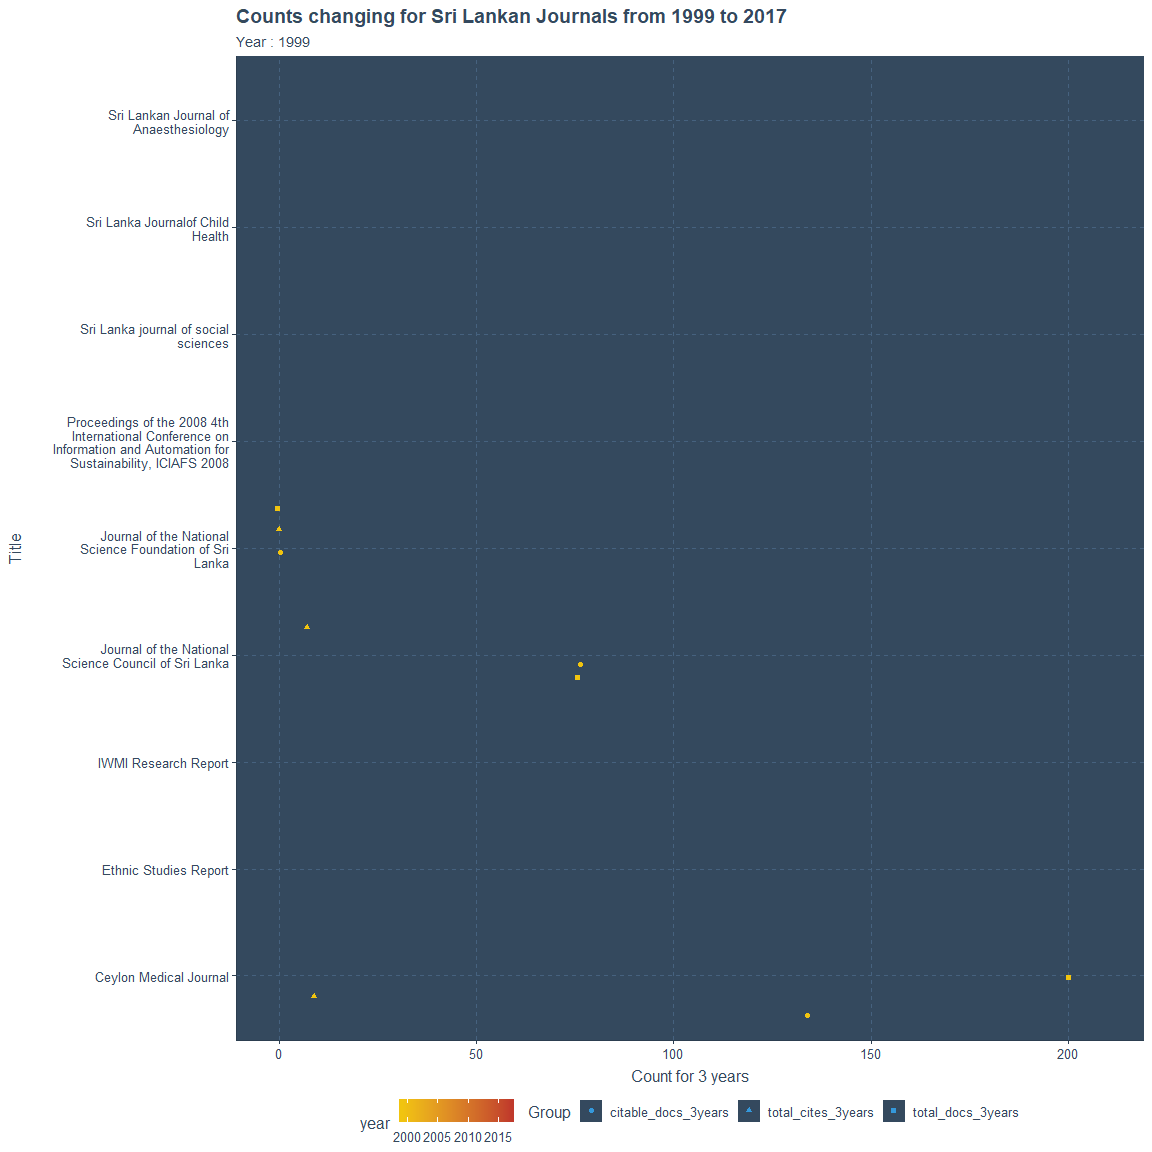 Counts changing for Sri Lankan Journals from 1999 to 2017
Year : 1999
Sri Lankan Journal of
Anaesthesiology
Sri Lanka Journalof Child
Health
Sri Lanka journal of social
sciences
Proceedings of the 2008 4th
International Conference on
Information and Automation for
Sustainability, ICIAFS 2008
Journal of the National
Science Foundation of Sri
Lanka
Journal of the National
Science Council of Sri Lanka
IWMI Research Report
Ethnic Studies Report
Ceylon Medical Journal
Title
0 50 100 150 200
Count for 3 years
year
2000 2005 2010 2015
Group citable_docs_3years total_cites_3years total_docs_3years